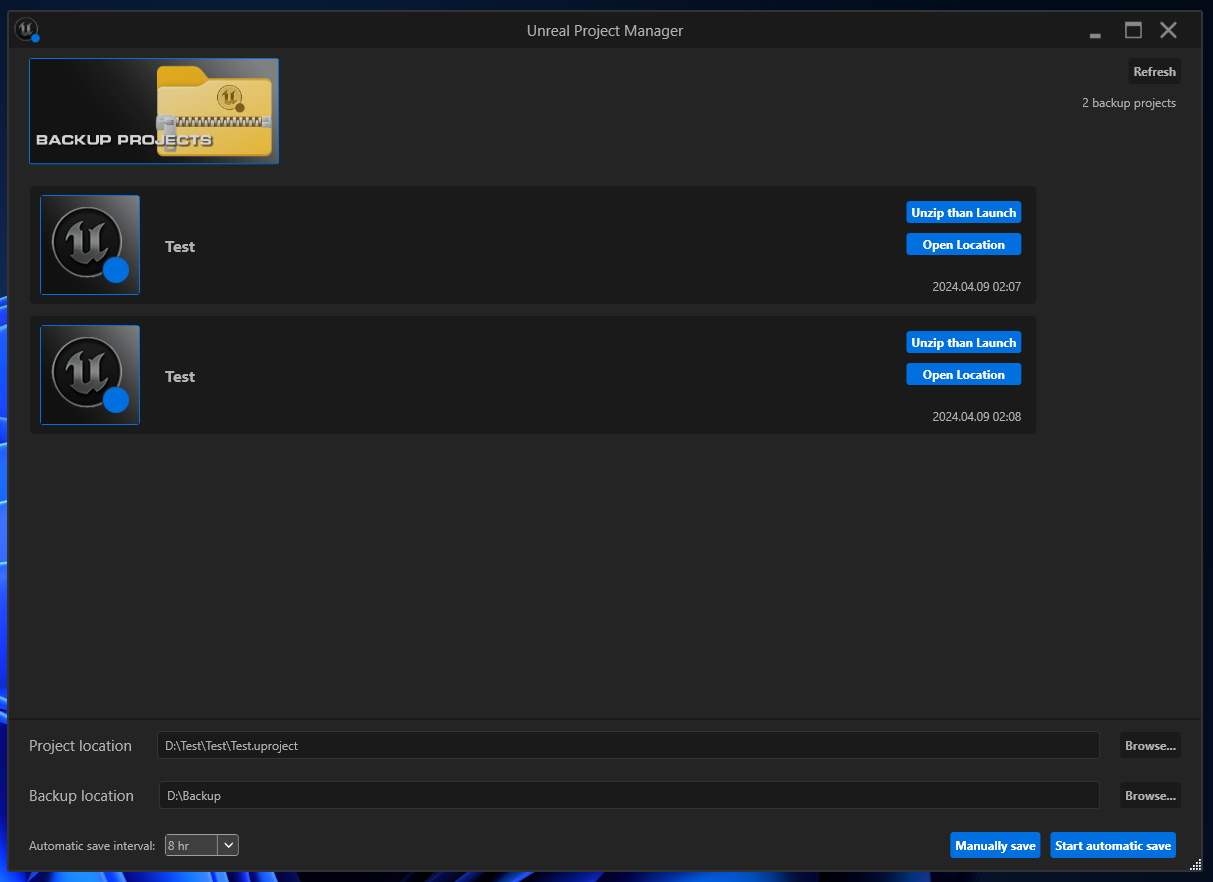 Unreal Project Manager
Refresh
2 backup projects
BACKUP PROJECTS
Test
Unzip than Launch
Open Location
2024.04.09 02:07
Test
Unzip than Launch
Open Location
2024.04.09 02:08
Project location
D:\Test\Test\Test.uproject
Browse...
Backup location
D:\Backup
Browse...
Automatic save interval:
8 hr
Manually save
Start automatic save